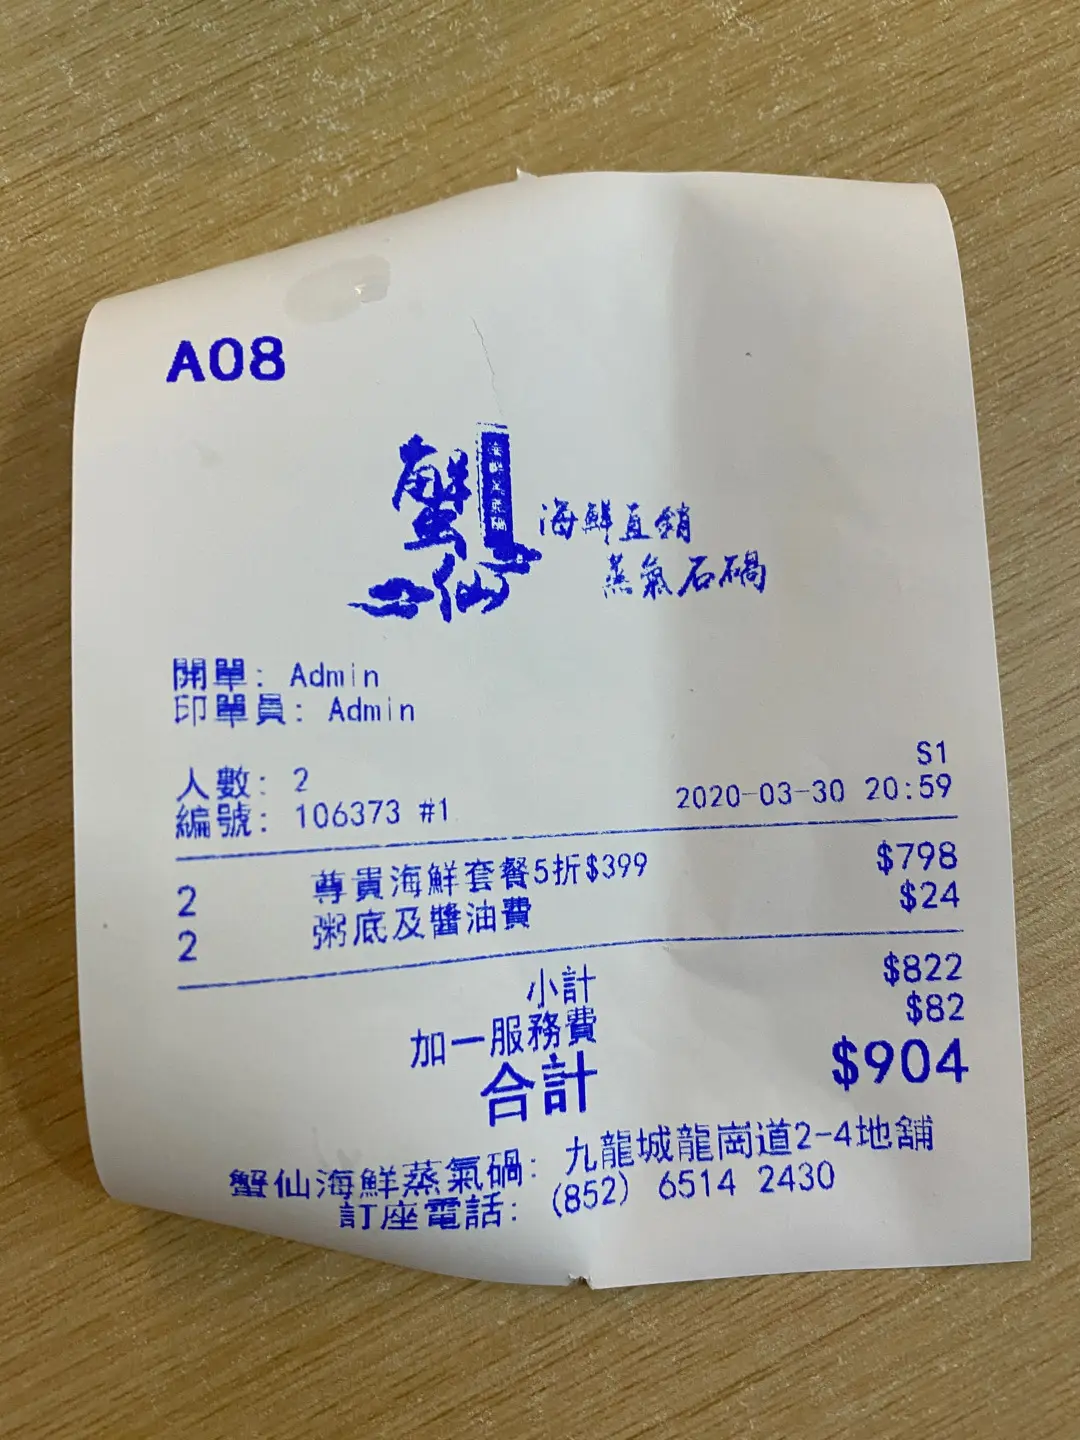 A08
蟹仙
海鮮直銷
蒸氣石鍋
開單: Admin
印單員: Admin
S1
人數: 2
編號: 106373 #1 2020-03-30 20:59
2 尊貴海鮮套餐5折$399 $798
2 粥底及醬油費 $24
小計 $822
加一服務費 $82
合計 $904
蟹仙海鮮蒸氣鍋: 九龍城龍崗道2-4地舖
訂座電話: (852) 6514 2430